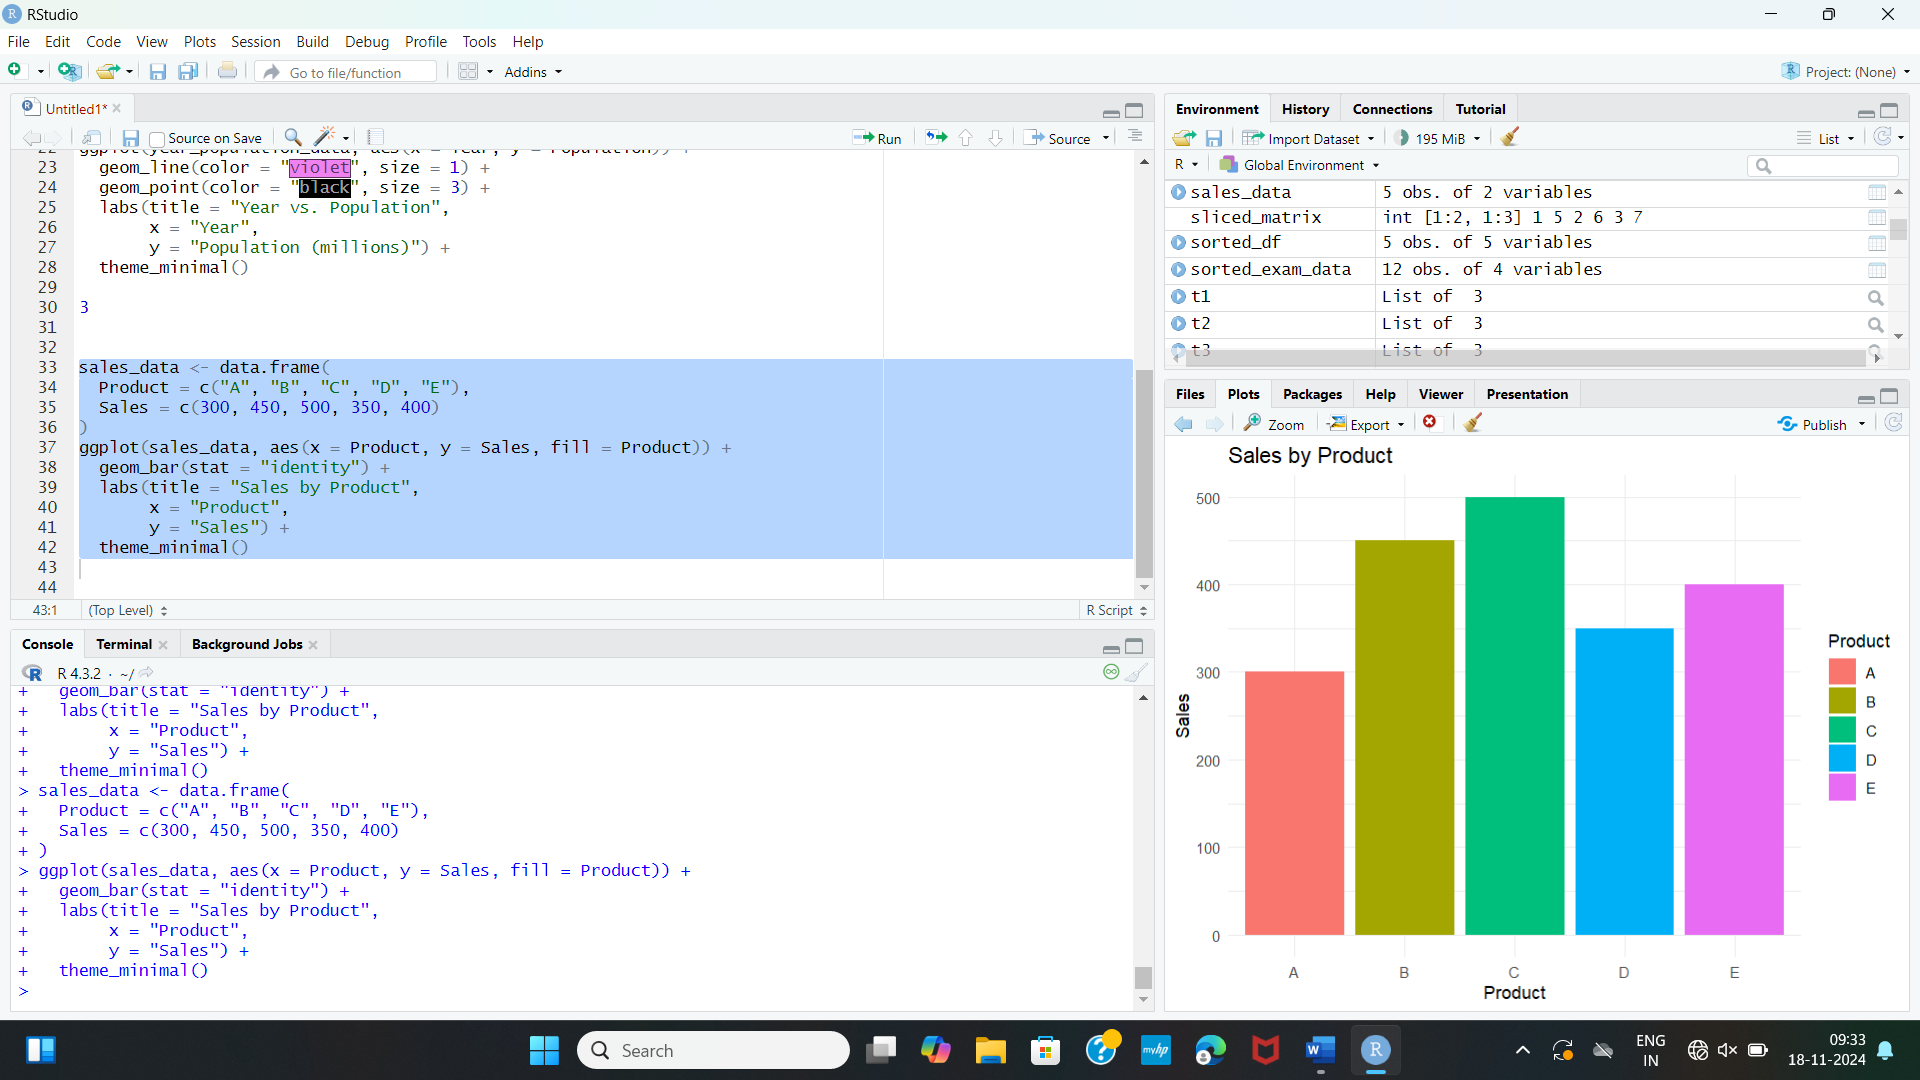 RStudio
File Edit Code View Plots Session Build Debug Profile Tools Help
Go to file/function Addins Project: (None)
Untitled1*
Source on Save Run Source
22 ggplot(year_population_data, aes(x = Year, y = Population)) +
23 geom_line(color = "violet", size = 1) +
24 geom_point(color = "black", size = 3) +
25 labs(title = "Year vs. Population",
26 x = "Year",
27 y = "Population (millions)") +
28 theme_minimal()
29
30 3
31
32
33 sales_data <- data.frame(
34 Product = c("A", "B", "C", "D", "E"),
35 Sales = c(300, 450, 500, 350, 400)
36 )
37 ggplot(sales_data, aes(x = Product, y = Sales, fill = Product)) +
38 geom_bar(stat = "identity") +
39 labs(title = "Sales by Product",
40 x = "Product",
41 y = "Sales") +
42 theme_minimal()
43
44
43:1 (Top Level) R Script
Console Terminal Background Jobs
R 4.3.2 · ~/
+ geom_bar(stat = "identity") +
+ labs(title = "Sales by Product",
+ x = "Product",
+ y = "Sales") +
+ theme_minimal()
> sales_data <- data.frame(
+ Product = c("A", "B", "C", "D", "E"),
+ Sales = c(300, 450, 500, 350, 400)
+ )
> ggplot(sales_data, aes(x = Product, y = Sales, fill = Product)) +
+ geom_bar(stat = "identity") +
+ labs(title = "Sales by Product",
+ x = "Product",
+ y = "Sales") +
+ theme_minimal()
>
Environment History Connections Tutorial
Import Dataset 195 MiB List
R Global Environment
sales_data 5 obs. of 2 variables
sliced_matrix int [1:2, 1:3] 1 5 2 6 3 7
sorted_df 5 obs. of 5 variables
sorted_exam_data 12 obs. of 4 variables
t1 List of 3
t2 List of 3
t3 List of 3
Files Plots Packages Help Viewer Presentation
Zoom Export Publish
Sales by Product
500
400
300
200
100
0
Sales
A B C D E
Product
Product
A
B
C
D
E
Search
myhp
W
R
ENG
IN
09:33
18-11-2024